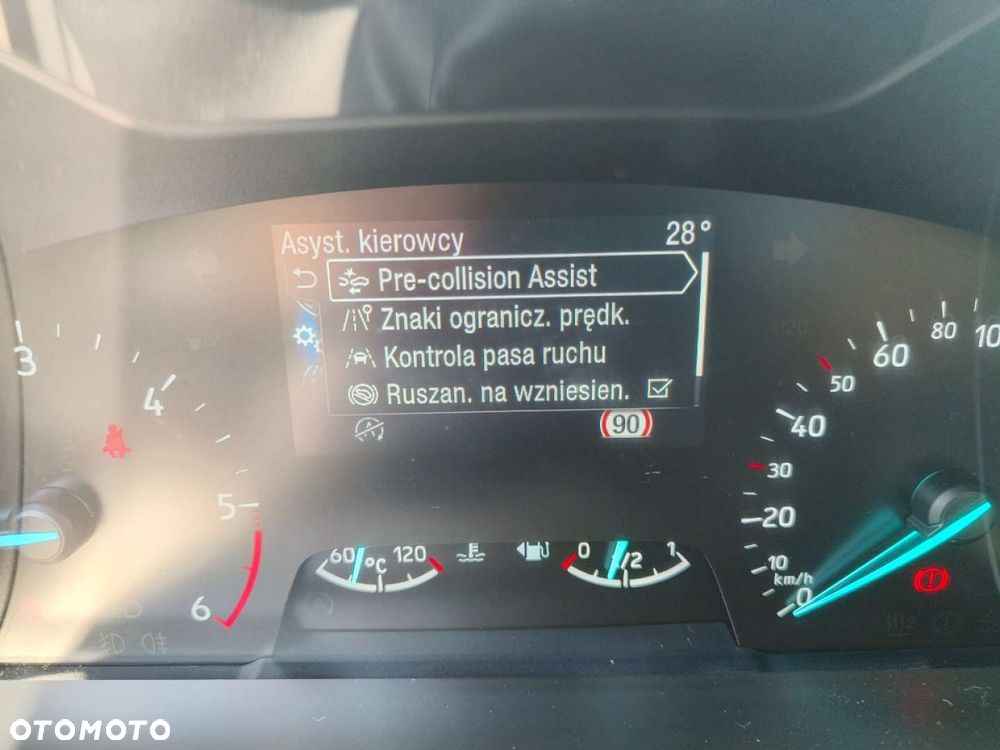 Asyst. kierowcy 28°
Pre-collision Assist
Znaki ogranicz. prędk.
Kontrola pasa ruchu
Ruszan. na wzniesien.
90
3
4
5
6
60 °C 120
0 1/2 1
0
10
20
30
40
50
60
80
10
km/h
OTOMOTO